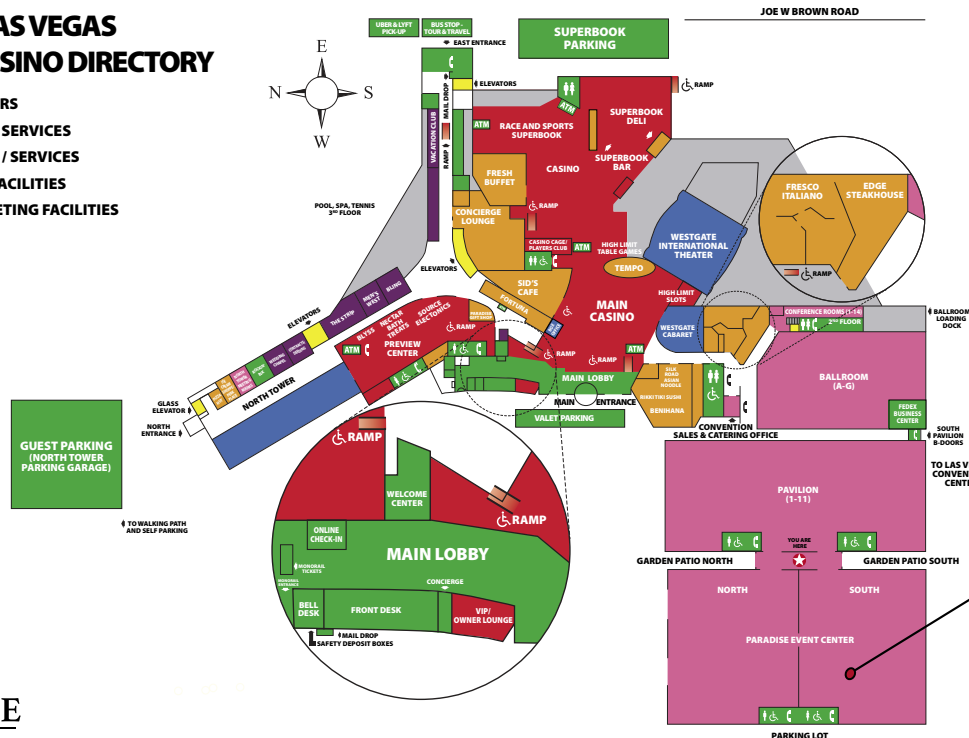 AS VEGAS
SINO DIRECTORY
RS
SERVICES
/ SERVICES
ACILITIES
ETING FACILITIES
E
N
S
W
UBER & LYFT
PICK-UP
BUS STOP -
TOUR & TRAVEL
EAST ENTRANCE
SUPERBOOK
PARKING
JOE W BROWN ROAD
ELEVATORS
MAIL DROP
RAMP
VACATION CLUB
ATM
ATM
RACE AND SPORTS
SUPERBOOK
SUPERBOOK
DELI
RAMP
SUPERBOOK
BAR
CASINO
FRESH
BUFFET
POOL, SPA, TENNIS
3RD FLOOR
CONCIERGE
LOUNGE
RAMP
CASINO CAGE/
PLAYERS CLUB
ATM
HIGH LIMIT
TABLE GAMES
WESTGATE
INTERNATIONAL
THEATER
FRESCO
ITALIANO
EDGE
STEAKHOUSE
RAMP
ELEVATORS
TEMPO
SID'S
CAFE
FORTUNA
HIGH LIMIT
SLOTS
MAIN
CASINO
WESTGATE
CABARET
CONFERENCE ROOMS (1-14)
2ND FLOOR
BALLROOM
LOADING
DOCK
BLING
MEN'S
WEST
THE STRIP
ELEVATORS
BLYSS
NECTAR
BATH
TREATS
SOURCE
ELECTONICS
PARADISE
GIFT SHOP
RAMP
ATM
PREVIEW
CENTER
RAMP
RAMP
ATM
MAIN LOBBY
MAIN
ENTRANCE
VALET PARKING
SILK
ROAD
ASIAN
NOODLE
RIKKI TIKI SUSHI
BENIHANA
BALLROOM
(A-G)
CONVENTION
SALES & CATERING OFFICE
FEDEX
BUSINESS
CENTER
SOUTH
PAVILION
B-DOORS
NORTH TOWER
GLASS
ELEVATOR
NORTH
ENTRANCE
GUEST PARKING
(NORTH TOWER
PARKING GARAGE)
TO WALKING PATH
AND SELF PARKING
RAMP
WELCOME
CENTER
RAMP
ONLINE
CHECK-IN
MAIN LOBBY
MONORAIL
TICKETS
MONORAIL
ENTRANCE
CONCIERGE
BELL
DESK
FRONT DESK
VIP/
OWNER LOUNGE
MAIL DROP
SAFETY DEPOSIT BOXES
TO LAS V
CONVEN
CENT
PAVILION
(1-11)
YOU ARE
HERE
GARDEN PATIO NORTH
GARDEN PATIO SOUTH
NORTH
SOUTH
PARADISE EVENT CENTER
PARKING LOT
E